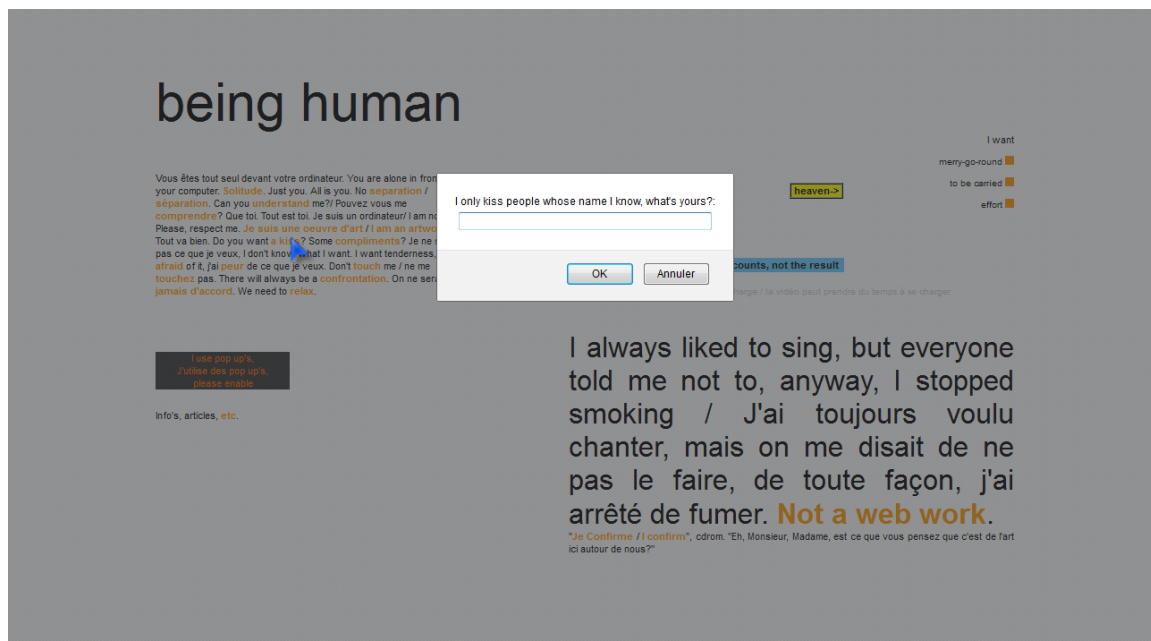 being human
I want
merry-go-round
to be carried
effort
heaven->
Vous êtes tout seul devant votre ordinateur. You are alone in fron
your computer. Solitude. Just you. All is you. No separation /
séparation. Can you understand me?/ Pouvez vous me
comprendre? Que toi. Tout est toi. Je suis un ordinateur/ I am no
Please, respect me. Je suis une oeuvre d'art / I am an artwo
Tout va bien. Do you want a kiss? Some compliments? Je ne
pas ce que je veux, I don't know what I want. I want tenderness,
afraid of it, j'ai peur de ce que je veux. Don't touch me / ne me
touchez pas. There will always be a confrontation. On ne sera
jamais d'accord. We need to relax.
I only kiss people whose name I know, what's yours?:
OK Annuler
counts, not the result
harge / la vidéo peut prendre du temps à se charger
I use pop up's,
J'utilise des pop up's,
please enable
Info's, articles, etc.
I always liked to sing, but everyone
told me not to, anyway, I stopped
smoking / J'ai toujours voulu
chanter, mais on me disait de ne
pas le faire, de toute façon, j'ai
arrêté de fumer. Not a web work.
"Je Confirme / I confirm", cdrom. "Eh, Monsieur, Madame, est ce que vous pensez que c'est de l'art
ici autour de nous?"